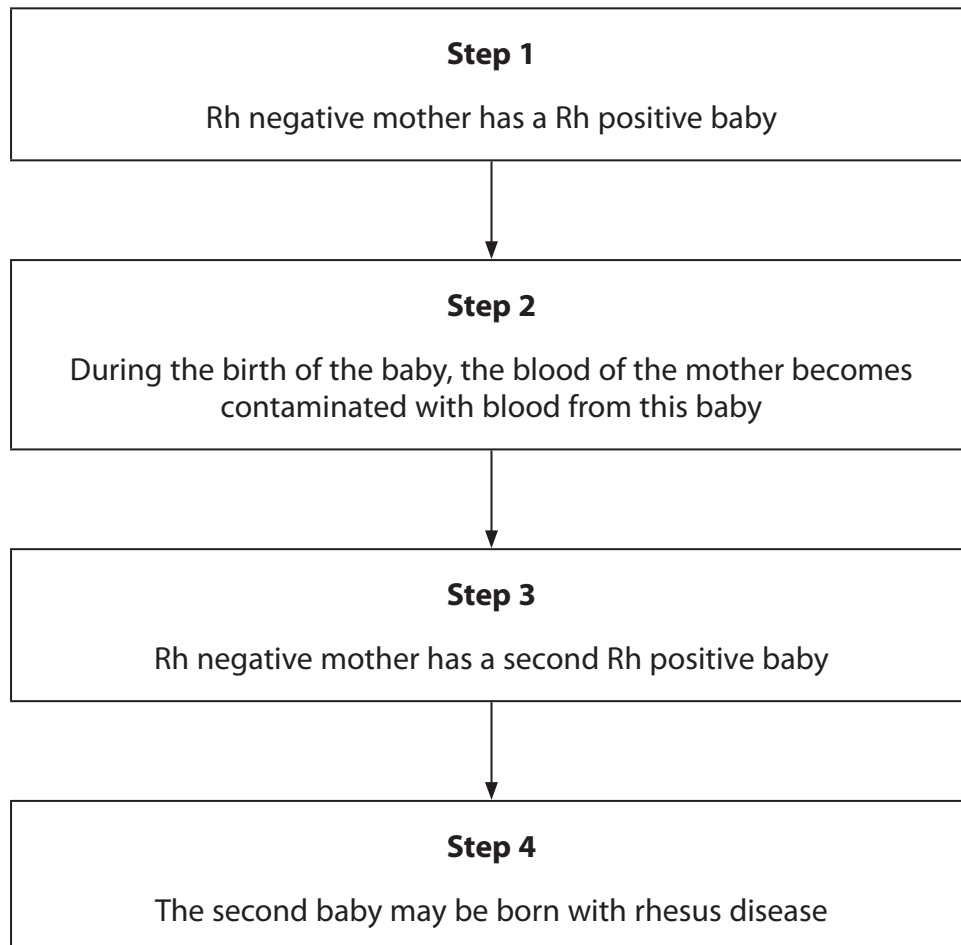 Step 1
Rh negative mother has a Rh positive baby
Step 2
During the birth of the baby, the blood of the mother becomes
contaminated with blood from this baby
Step 3
Rh negative mother has a second Rh positive baby
Step 4
The second baby may be born with rhesus disease